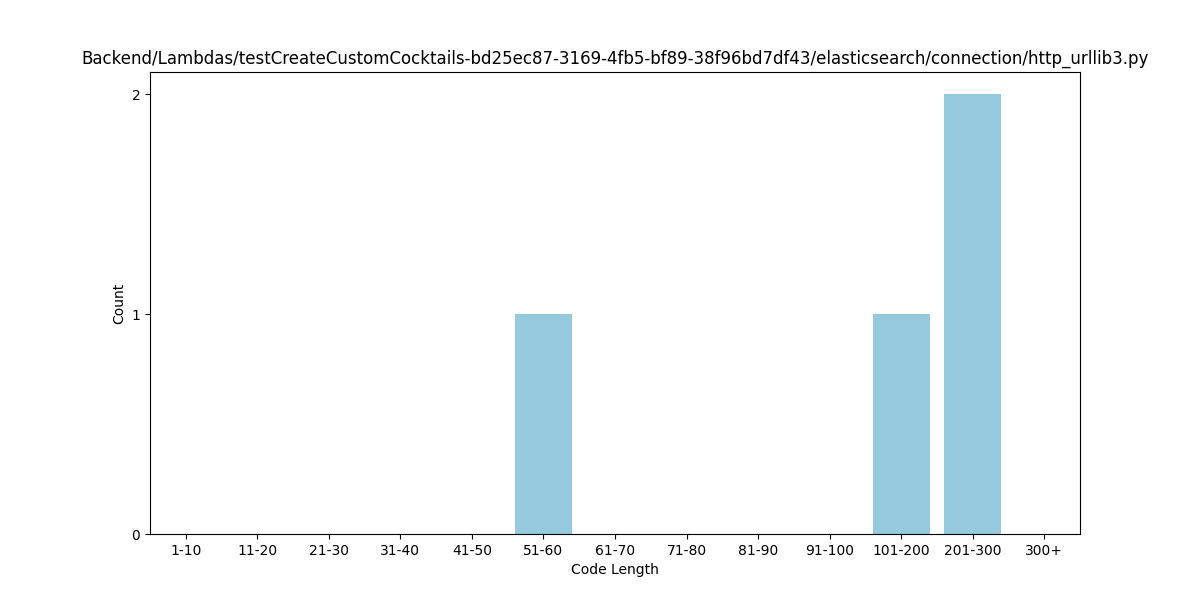 Backend/Lambdas/testCreateCustomCocktails-bd25ec87-3169-4fb5-bf89-38f96bd7df43/elasticsearch/connection/http_urllib3.py
2
1
0
Count
1-10 11-20 21-30 31-40 41-50 51-60 61-70 71-80 81-90 91-100 101-200 201-300 300+
Code Length